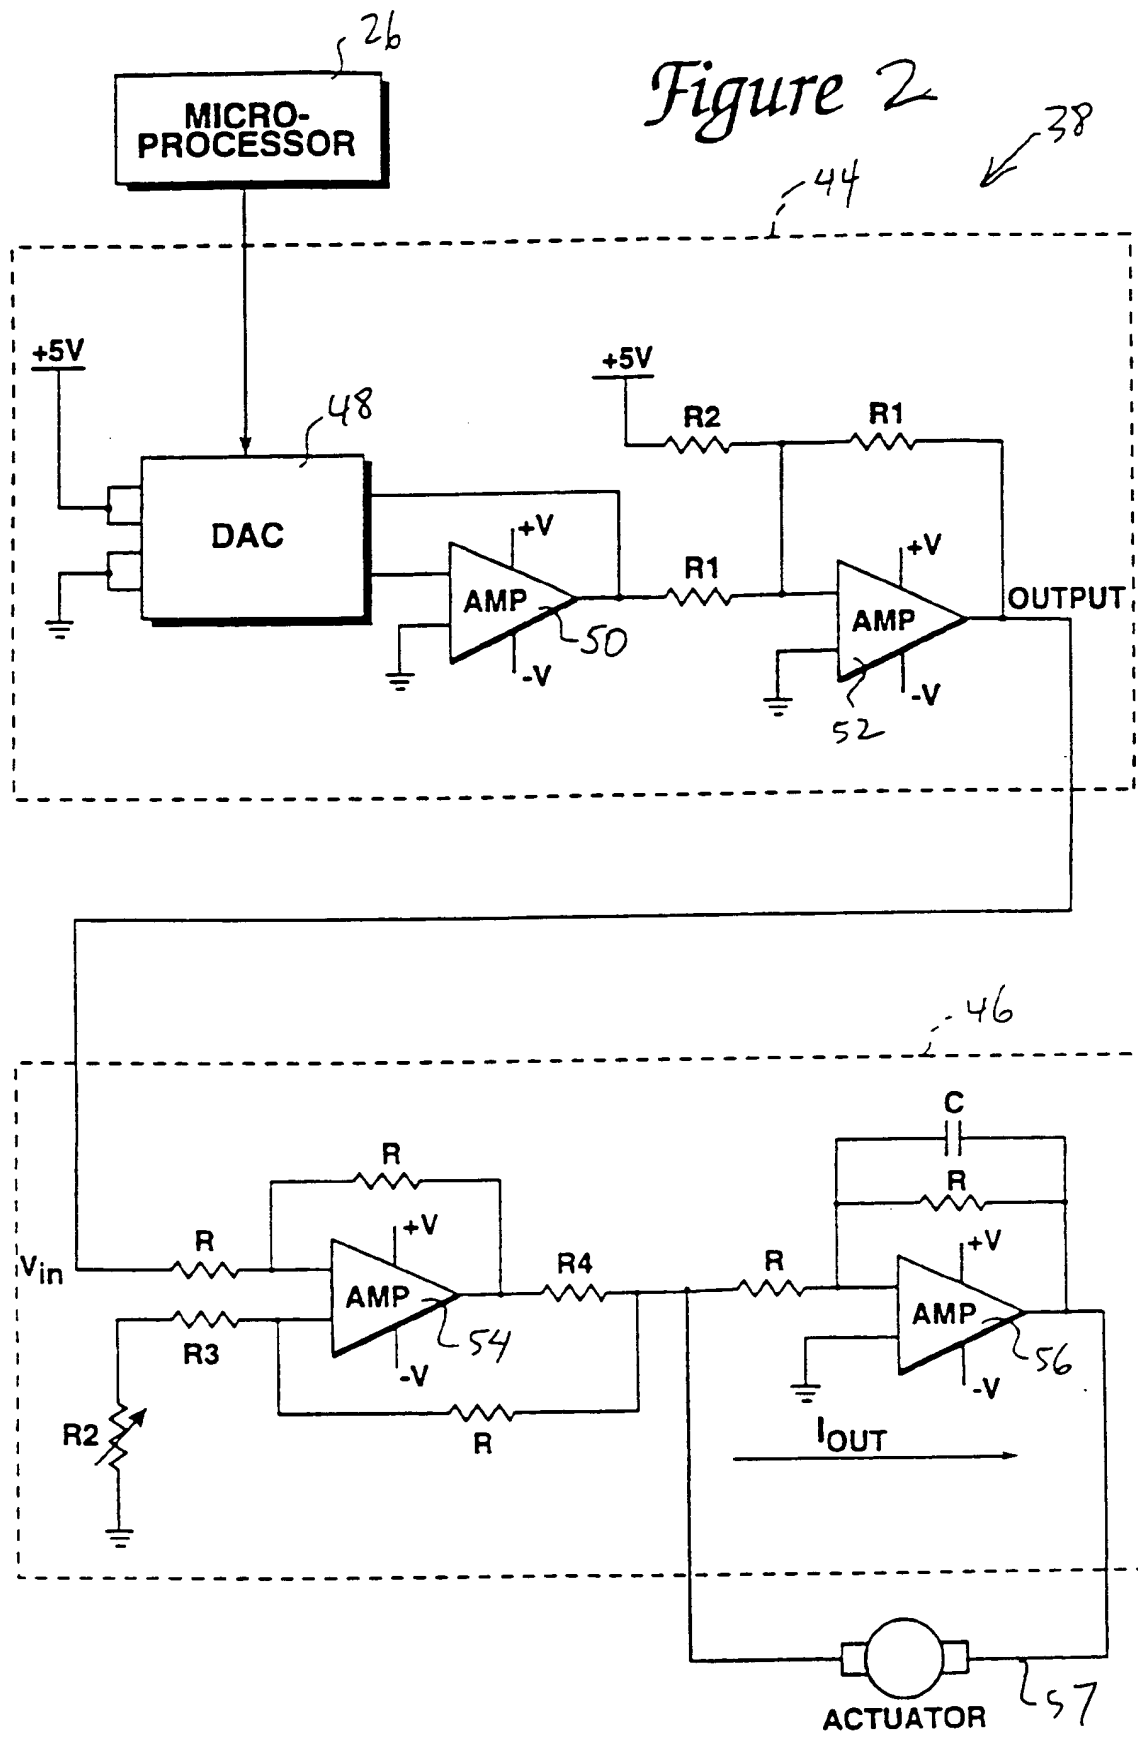 26
Figure 2
MICRO-
PROCESSOR
38
44
+5V
48
+5V
R2
R1
DAC
+V
+V
R1
AMP
OUTPUT
AMP
50
-V
-V
52
46
C
R
R
+V
+V
Vin
R
R4
R
AMP
AMP
R3
54
56
-V
-V
R2
R
IOUT
57
ACTUATOR